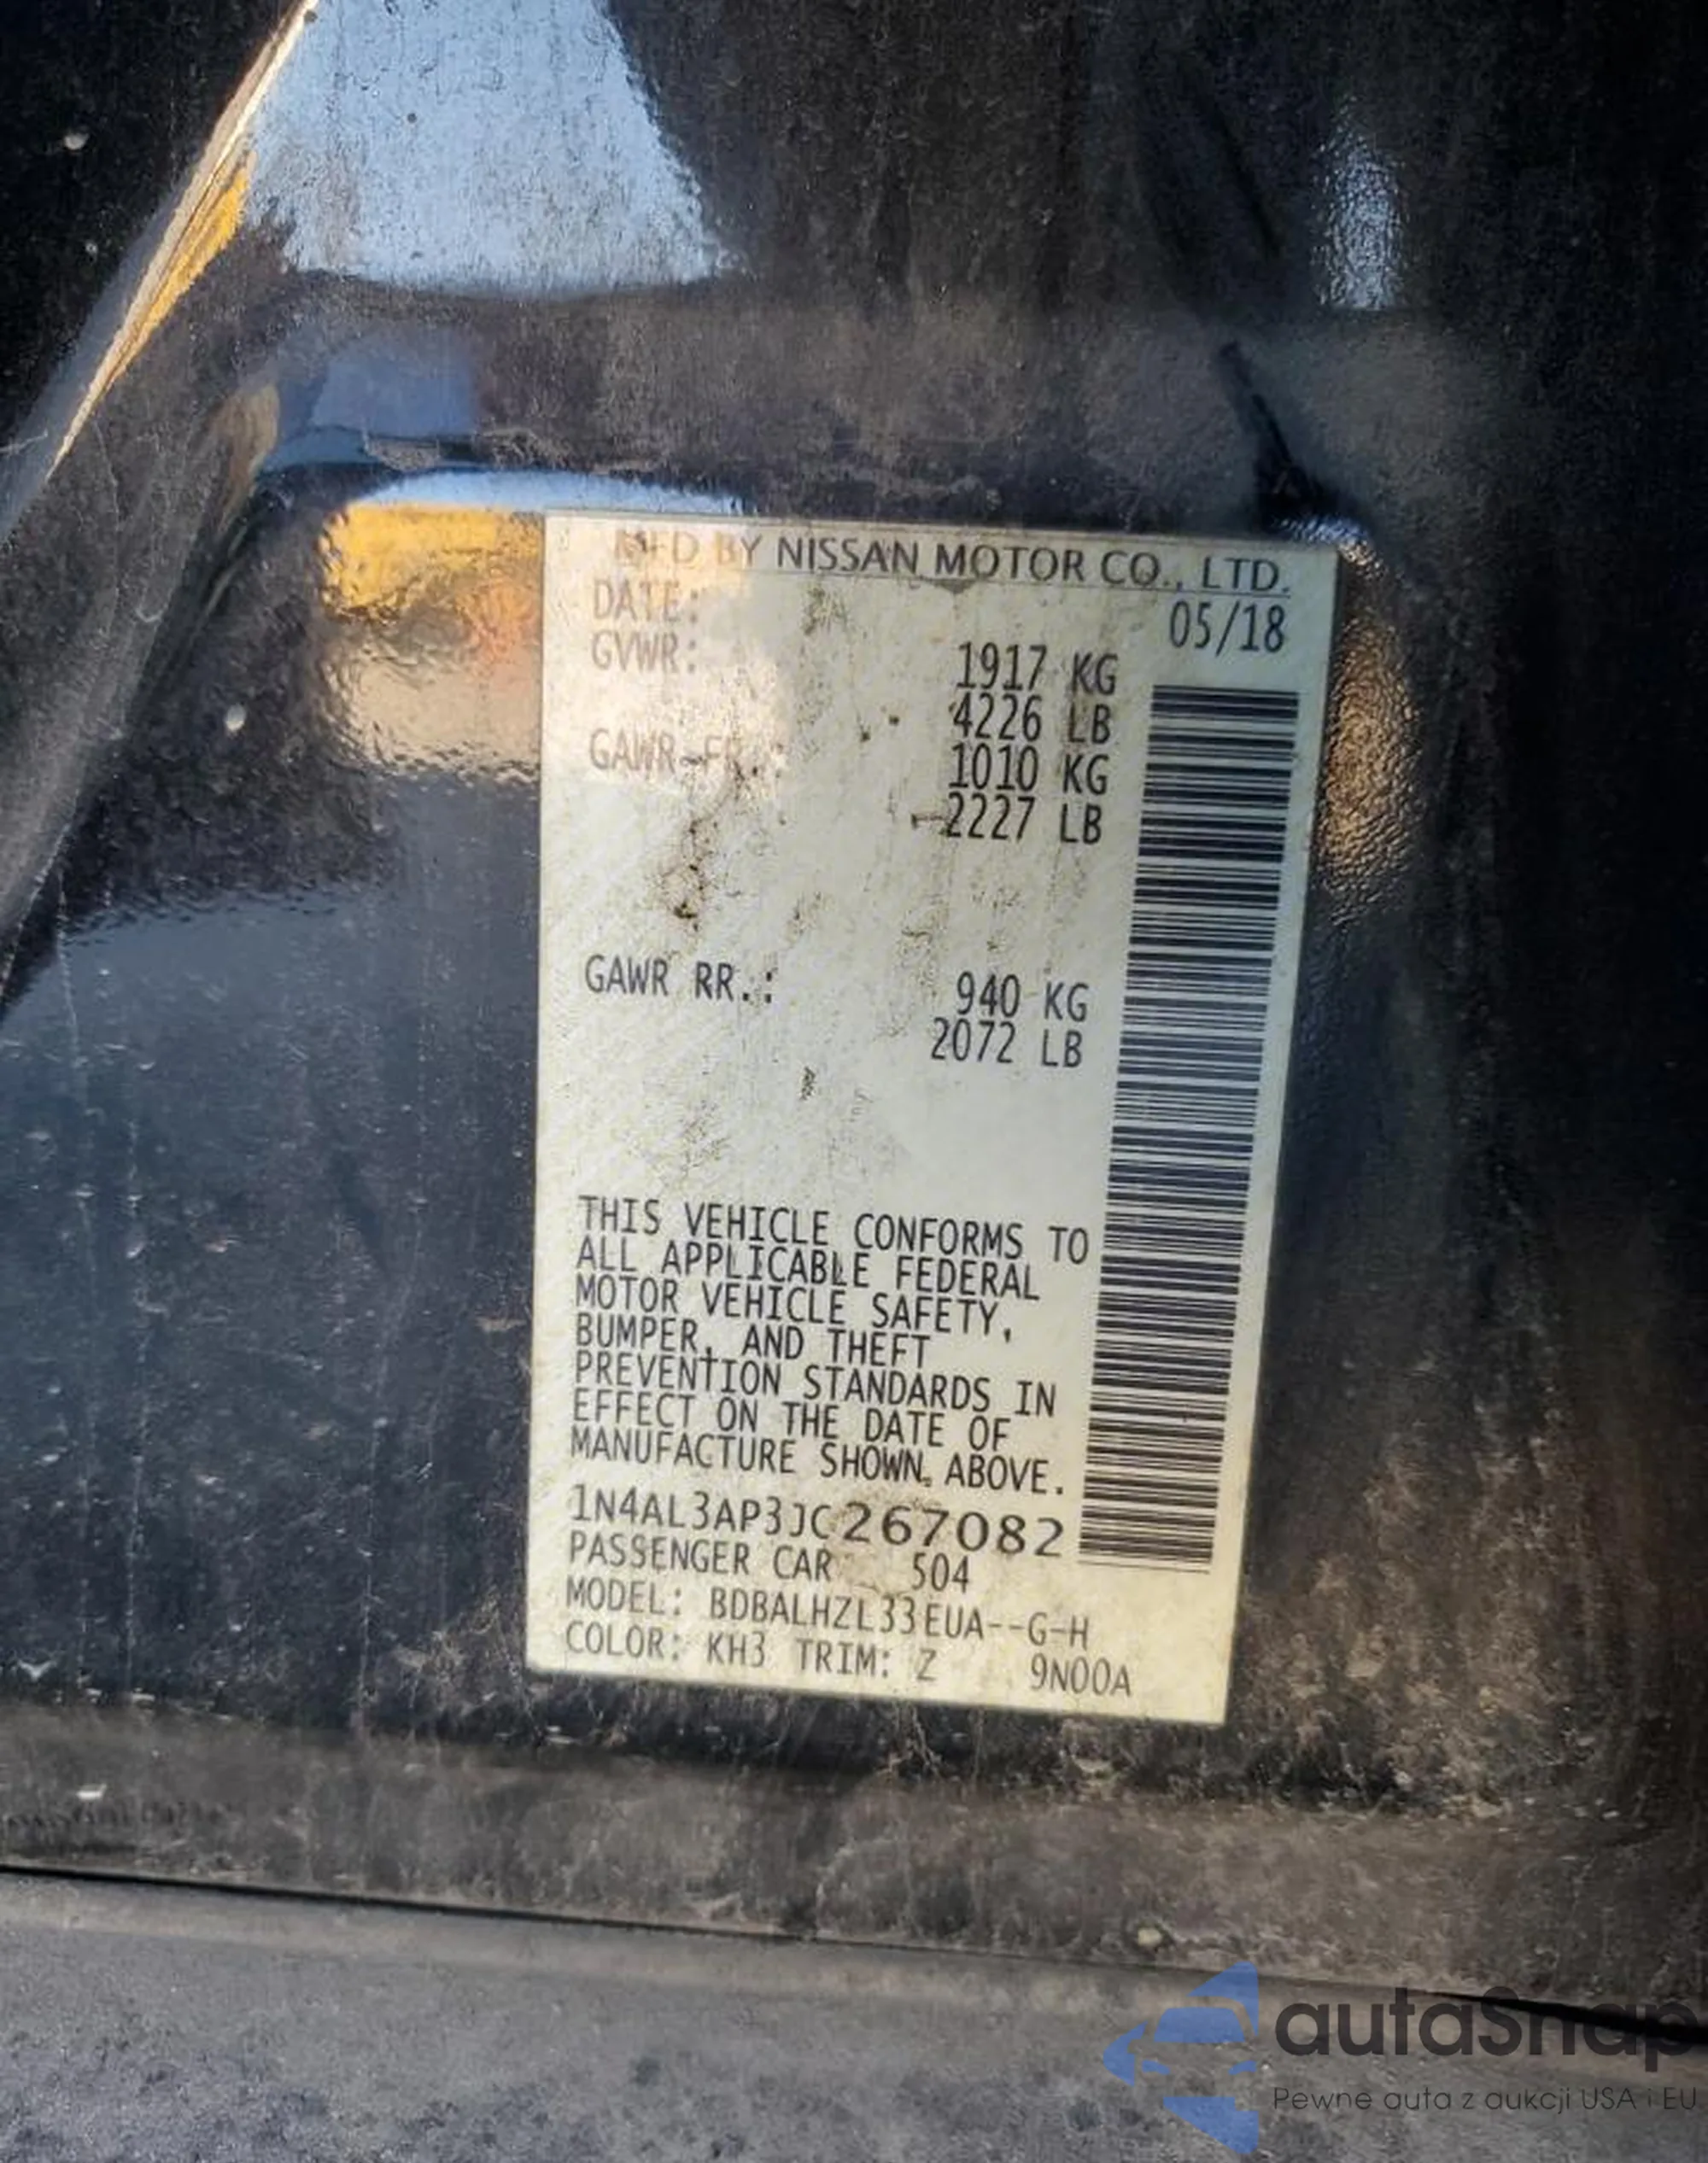 MFD BY NISSAN MOTOR CO., LTD.
DATE: 05/18
GVWR: 1917 KG
4226 LB
GAWR FR.: 1010 KG
2227 LB
GAWR RR.: 940 KG
2072 LB
THIS VEHICLE CONFORMS TO
ALL APPLICABLE FEDERAL
MOTOR VEHICLE SAFETY,
BUMPER, AND THEFT
PREVENTION STANDARDS IN
EFFECT ON THE DATE OF
MANUFACTURE SHOWN ABOVE.
1N4AL3AP3JC267082
PASSENGER CAR 504
MODEL: BDBALHZL33EUA--G-H
COLOR: KH3 TRIM: Z 9N00A
autaSnap
Pewne auta z aukcji USA i EU